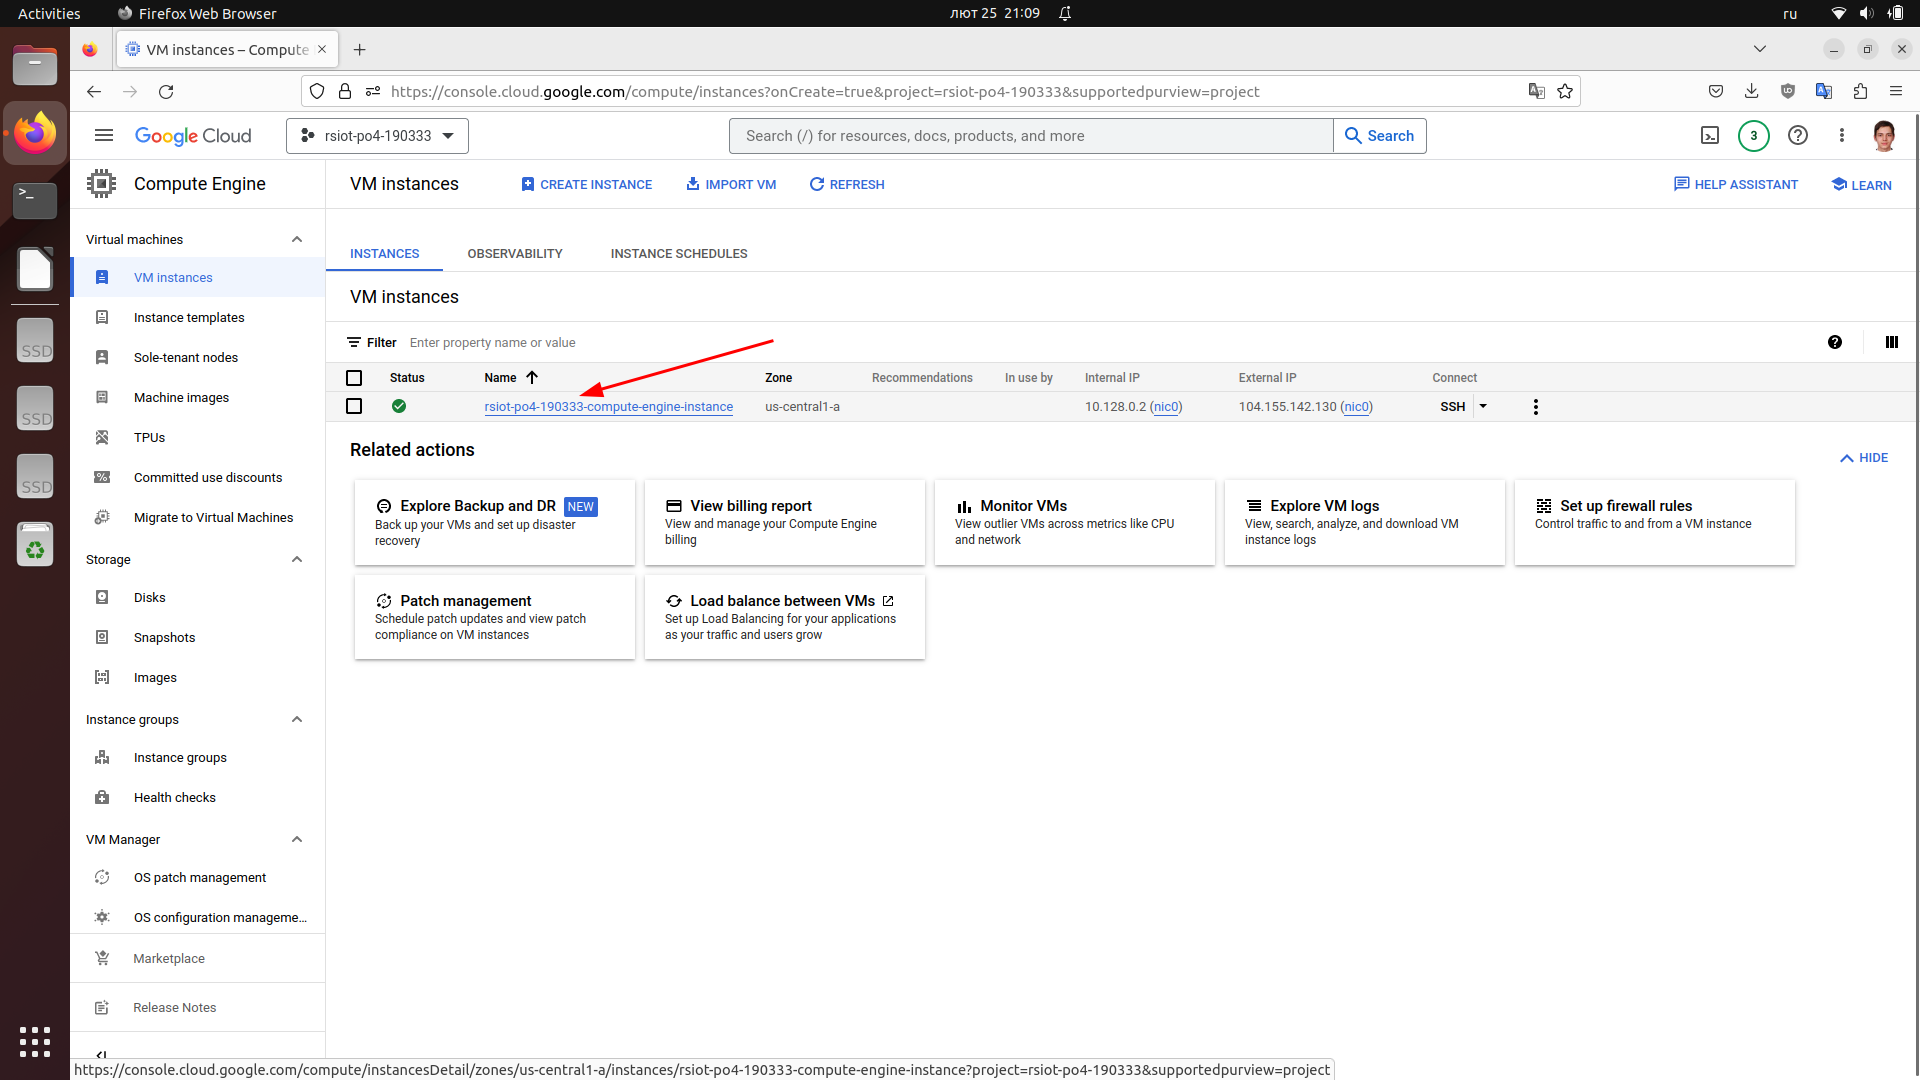 Activities
Firefox Web Browser
лют 25 21:09
ru
VM instances – Compute
https://console.cloud.google.com/compute/instances?onCreate=true&project=rsiot-po4-190333&supportedpurview=project
Google Cloud
rsiot-po4-190333
Search (/) for resources, docs, products, and more
Search
3
Compute Engine
VM instances
CREATE INSTANCE
IMPORT VM
REFRESH
HELP ASSISTANT
LEARN
Virtual machines
VM instances
Instance templates
Sole-tenant nodes
Machine images
TPUs
Committed use discounts
Migrate to Virtual Machines
Storage
Disks
Snapshots
Images
Instance groups
Instance groups
Health checks
VM Manager
OS patch management
OS configuration manageme...
Marketplace
Release Notes
INSTANCES
OBSERVABILITY
INSTANCE SCHEDULES
VM instances
Filter
Enter property name or value
Status
Name
Zone
Recommendations
In use by
Internal IP
External IP
Connect
rsiot-po4-190333-compute-engine-instance
us-central1-a
10.128.0.2 (nic0)
104.155.142.130 (nic0)
SSH
Related actions
HIDE
Explore Backup and DR NEW
Back up your VMs and set up disaster
recovery
View billing report
View and manage your Compute Engine
billing
Monitor VMs
View outlier VMs across metrics like CPU
and network
Explore VM logs
View, search, analyze, and download VM
instance logs
Set up firewall rules
Control traffic to and from a VM instance
Patch management
Schedule patch updates and view patch
compliance on VM instances
Load balance between VMs
Set up Load Balancing for your applications
as your traffic and users grow
SSD
SSD
SSD
https://console.cloud.google.com/compute/instancesDetail/zones/us-central1-a/instances/rsiot-po4-190333-compute-engine-instance?project=rsiot-po4-190333&supportedpurview=project